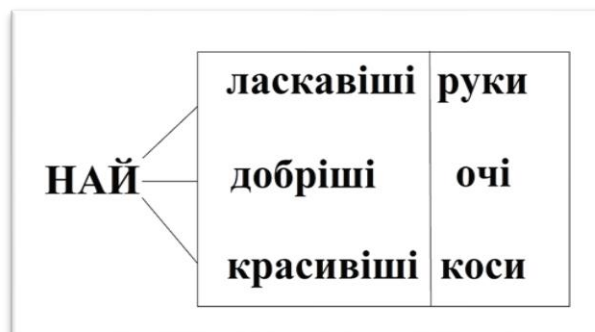 ласкавіші руки
НАЙ добріші очі
красивіші коси